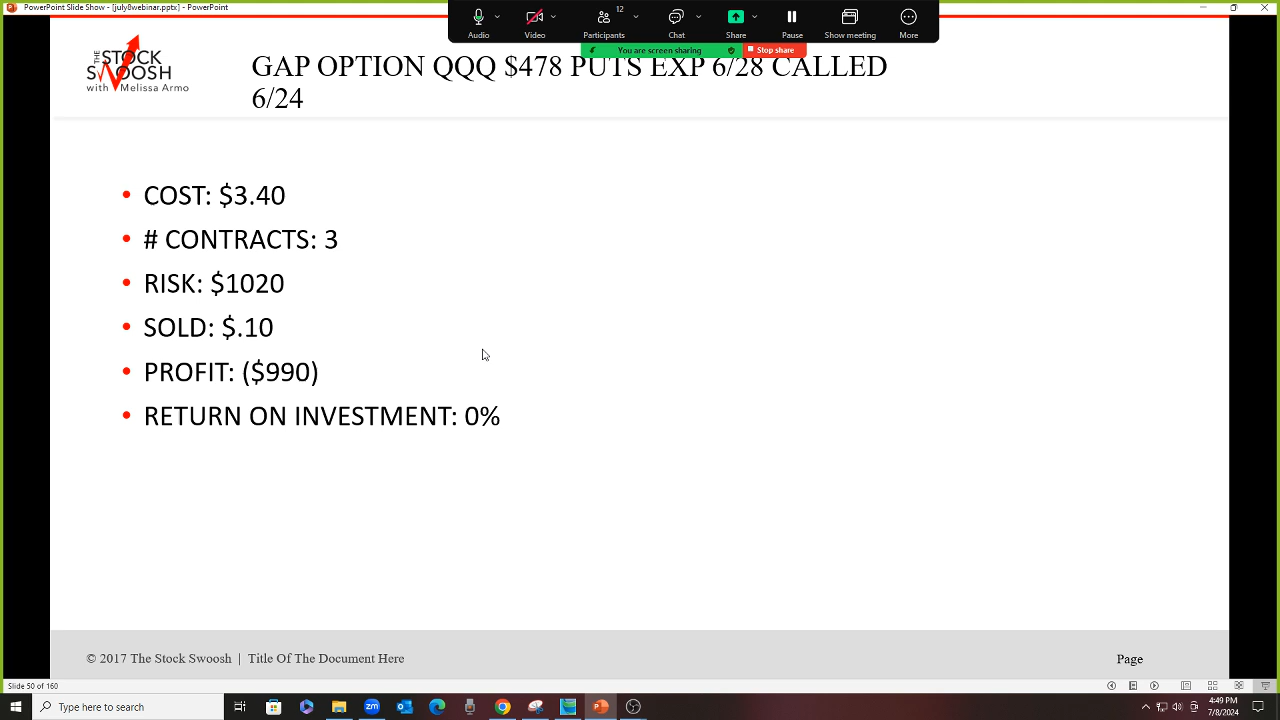 PowerPoint Slide Show - [july8webinar.pptx] - PowerPoint
12
Audio Video Participants Chat Share Pause Show meeting More
You are screen sharing Stop share
THE STOCK
SWOOSH
with Melissa Armo
GAP OPTION QQQ $478 PUTS EXP 6/28 CALLED
6/24
• COST: $3.40
• # CONTRACTS: 3
• RISK: $1020
• SOLD: $.10
• PROFIT: ($990)
• RETURN ON INVESTMENT: 0%
© 2017 The Stock Swoosh | Title Of The Document Here
Page
Slide 50 of 160
Type here to search
zm
4:49 PM
7/8/2024